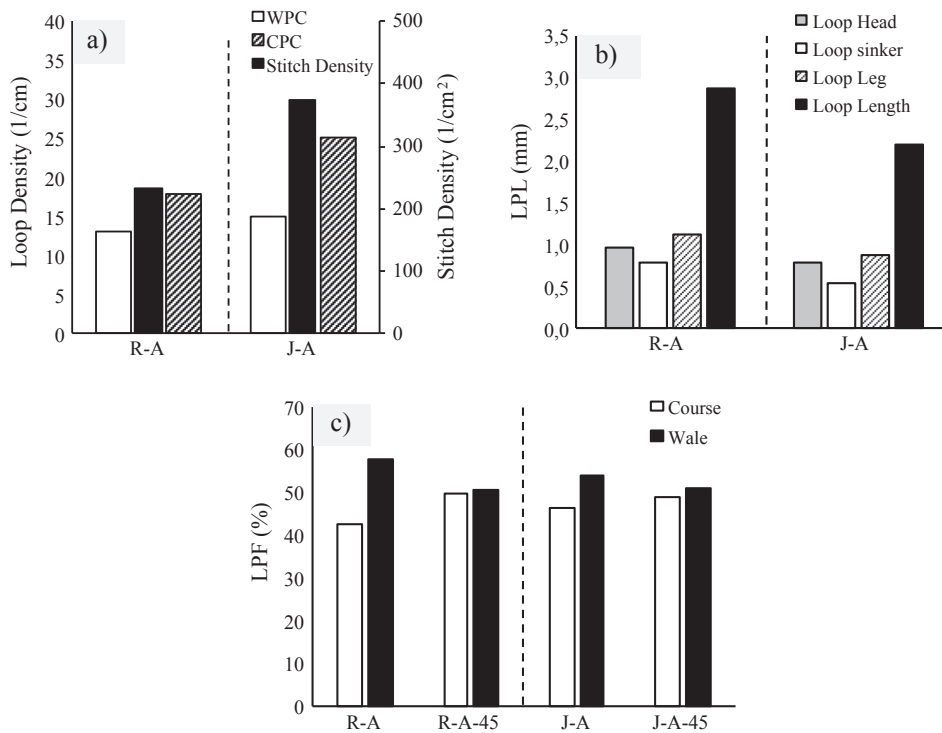 a)
WPC
CPC
Stitch Density
Loop Density (1/cm)
40
35
30
25
20
15
10
5
0
500
400
300
200
100
0
Stitch Density (1/cm²)
R-A J-A
b)
Loop Head
Loop sinker
Loop Leg
Loop Length
LPL (mm)
3,5
3,0
2,5
2,0
1,0
0,5
0,0
R-A J-A
c)
Course
Wale
LPF (%)
70
60
50
40
30
20
10
0
R-A R-A-45 J-A J-A-45